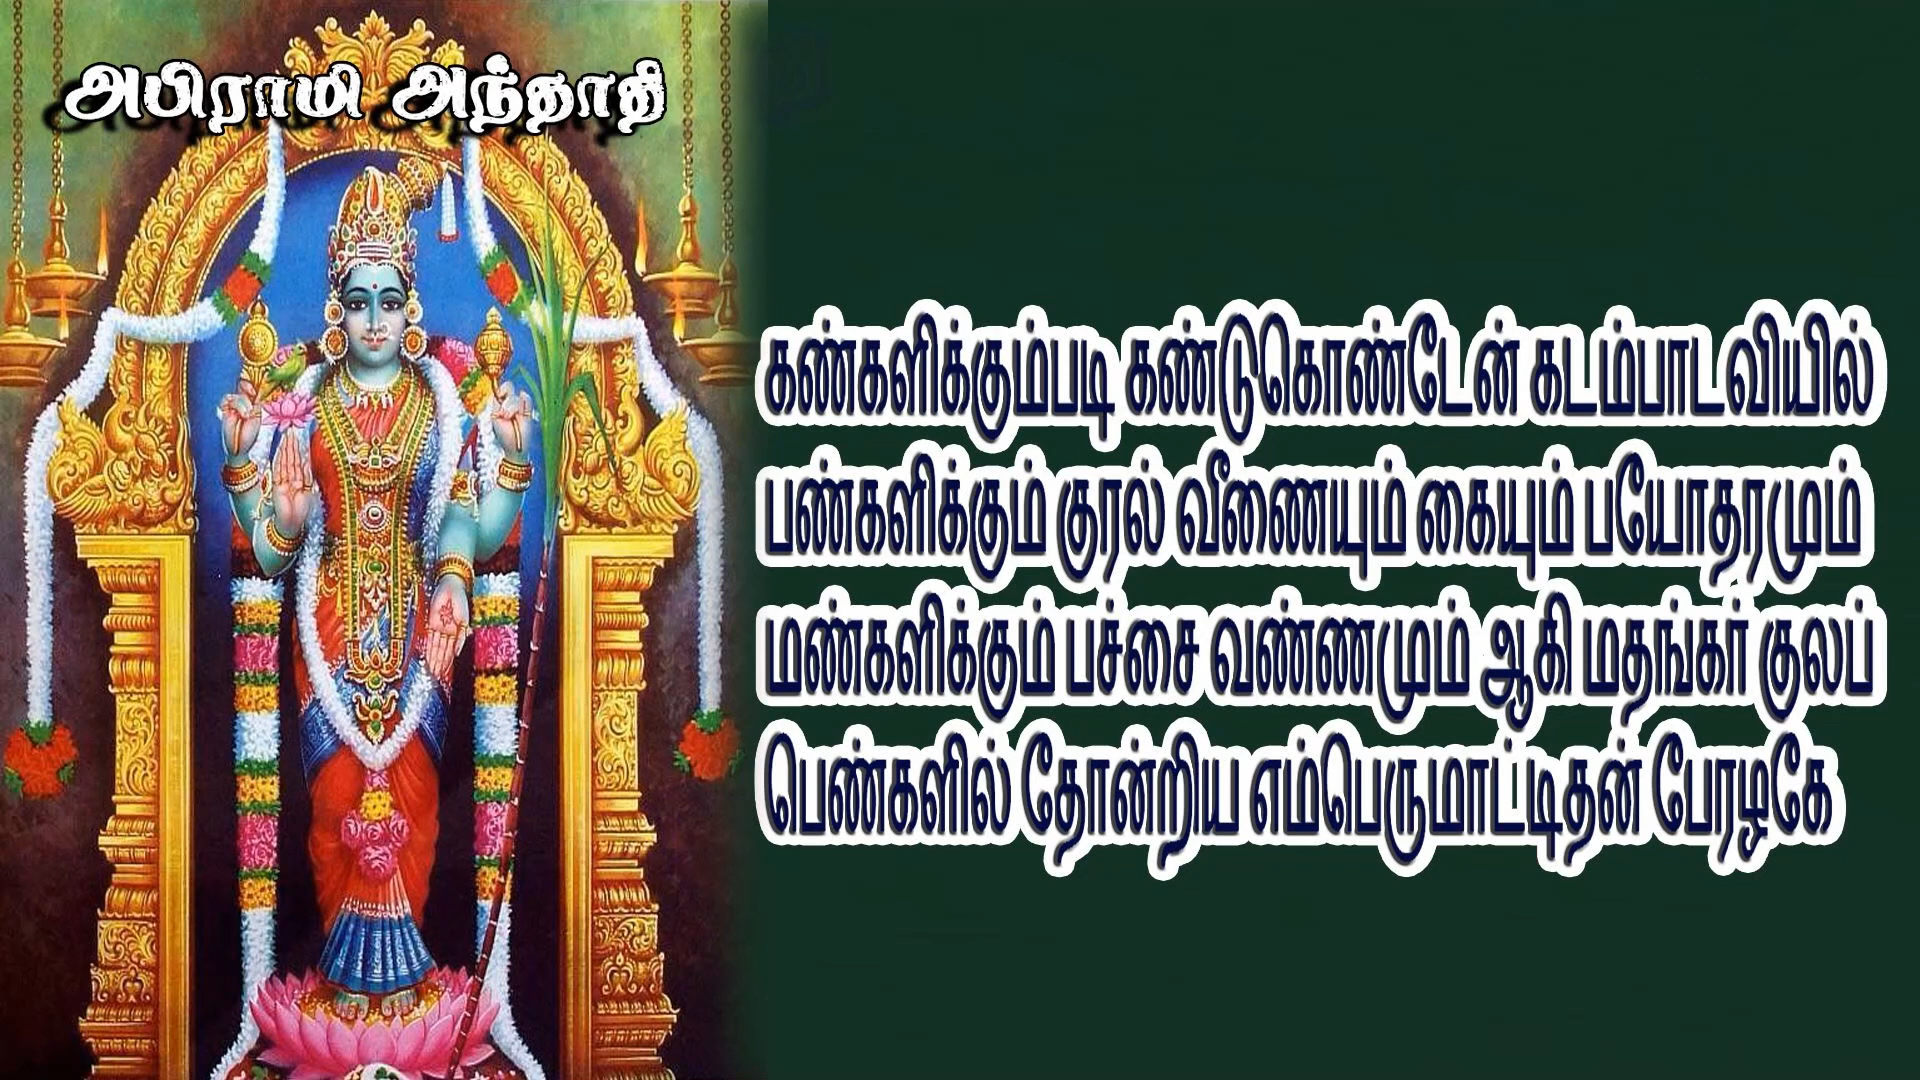 அபிராமி அந்தாதி
கண்களிக்கும்படி கண்டுகொண்டேன் கடம்பாடவியில்
பண்களிக்கும் குரல் வீணையும் கையும் பயோதரமும்
மண்களிக்கும் பச்சை வண்ணமும் ஆகி மதங்கர் குலப்
பெண்களில் தோன்றிய எம்பெருமாட்டிதன் பேரழகே